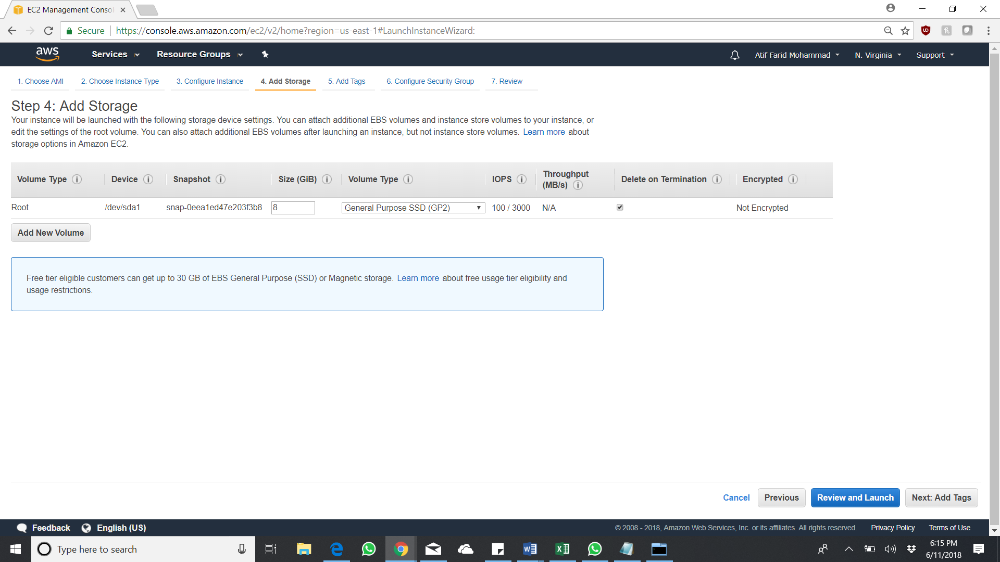 EC2 Management Conso
Secure
https://console.aws.amazon.com/ec2/v2/home?region=us-east-1#LaunchInstanceWizard:
aws Services Resource Groups Atif Farid Mohammad N. Virginia Support
1. Choose AMI 2. Choose Instance Type 3. Configure Instance 4. Add Storage 5. Add Tags 6. Configure Security Group 7. Review
Step 4: Add Storage
Your instance will be launched with the following storage device settings. You can attach additional EBS volumes and instance store volumes to your instance, or
edit the settings of the root volume. You can also attach additional EBS volumes after launching an instance, but not instance store volumes. Learn more about
storage options in Amazon EC2.
Volume Type Device Snapshot Size (GiB) Volume Type IOPS Throughput (MB/s) Delete on Termination Encrypted
Root /dev/sda1 snap-0eea1ed47e203f3b8 8 General Purpose SSD (GP2) 100 / 3000 N/A Not Encrypted
Add New Volume
Free tier eligible customers can get up to 30 GB of EBS General Purpose (SSD) or Magnetic storage. Learn more about free usage tier eligibility and
usage restrictions.
Cancel Previous Review and Launch Next: Add Tags
Feedback English (US) © 2008 - 2018, Amazon Web Services, Inc. or its affiliates. All rights reserved. Privacy Policy Terms of Use
Type here to search
6:15 PM
6/11/2018